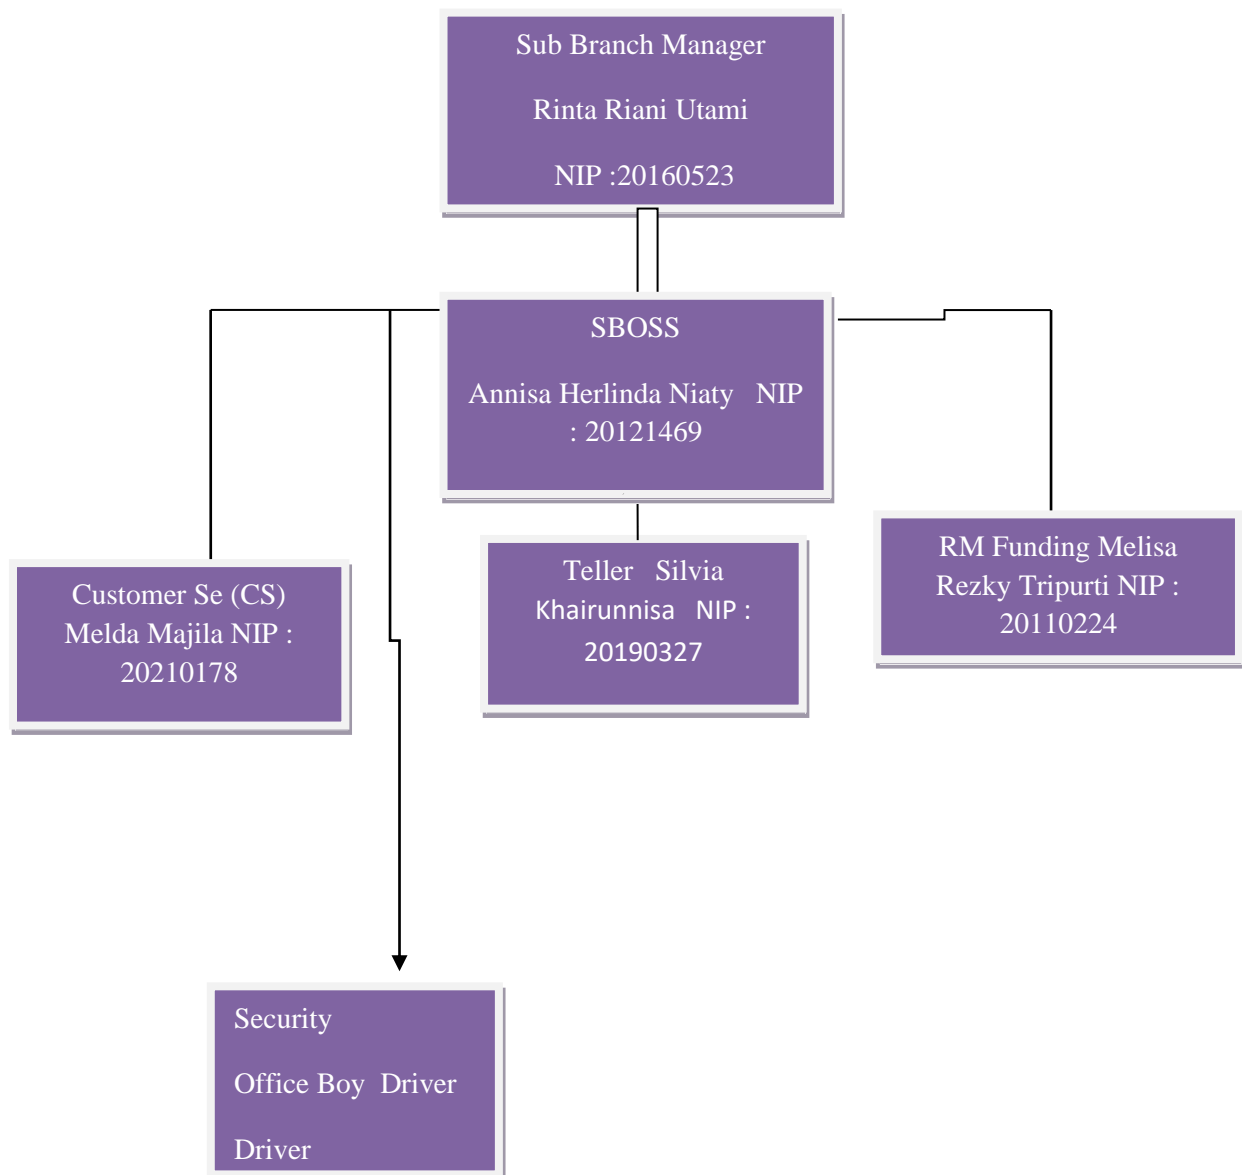 Sub Branch Manager
Rinta Riani Utami
NIP :20160523
SBOSS
Annisa Herlinda Niaty NIP
: 20121469
Customer Se (CS)
Melda Majila NIP :
20210178
Teller Silvia
Khairunnisa NIP :
20190327
RM Funding Melisa
Rezky Tripurti NIP :
20110224
Security
Office Boy Driver
Driver